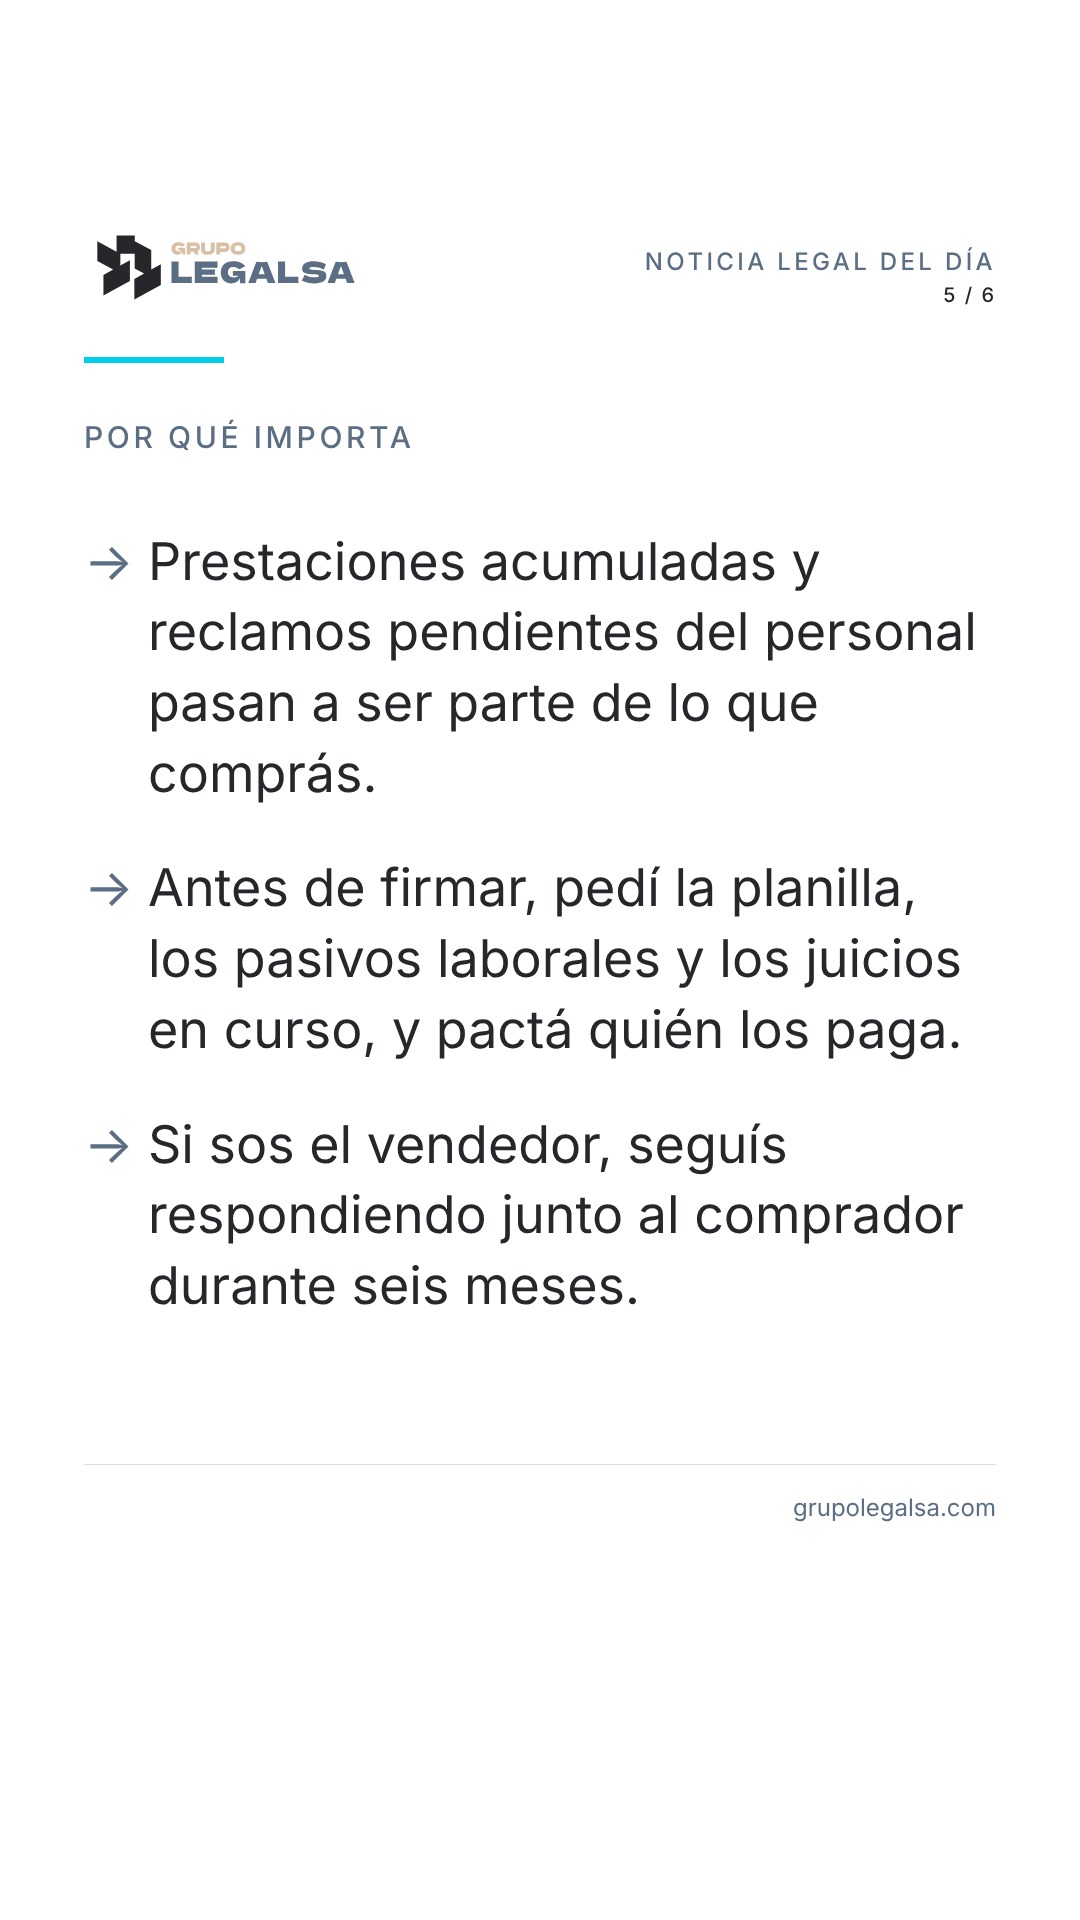 GRUPO
LEGALSA
NOTICIA LEGAL DEL DÍA
5 / 6
POR QUÉ IMPORTA
→ Prestaciones acumuladas y
reclamos pendientes del personal
pasan a ser parte de lo que
comprás.
→ Antes de firmar, pedí la planilla,
los pasivos laborales y los juicios
en curso, y pactá quién los paga.
→ Si sos el vendedor, seguís
respondiendo junto al comprador
durante seis meses.
grupolegalsa.com